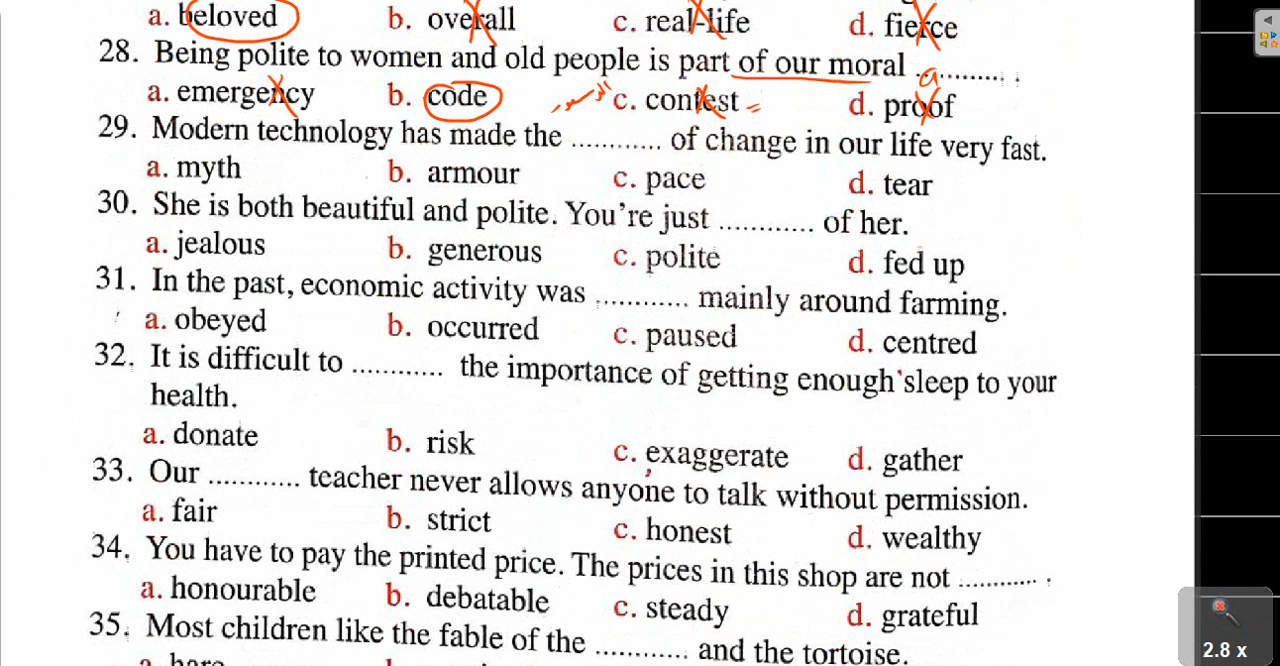 a. beloved b. overall c. real-life d. fierce
28. Being polite to women and old people is part of our moral ............ .
a. emergency b. code c. contest d. proof
29. Modern technology has made the ............ of change in our life very fast.
a. myth b. armour c. pace d. tear
30. She is both beautiful and polite. You're just ............ of her.
a. jealous b. generous c. polite d. fed up
31. In the past, economic activity was ............ mainly around farming.
a. obeyed b. occurred c. paused d. centred
32. It is difficult to ............ the importance of getting enough sleep to your
health.
a. donate b. risk c. exaggerate d. gather
33. Our ............ teacher never allows anyone to talk without permission.
a. fair b. strict c. honest d. wealthy
34. You have to pay the printed price. The prices in this shop are not ............ .
a. honourable b. debatable c. steady d. grateful
35. Most children like the fable of the ............ and the tortoise.
2.8 x